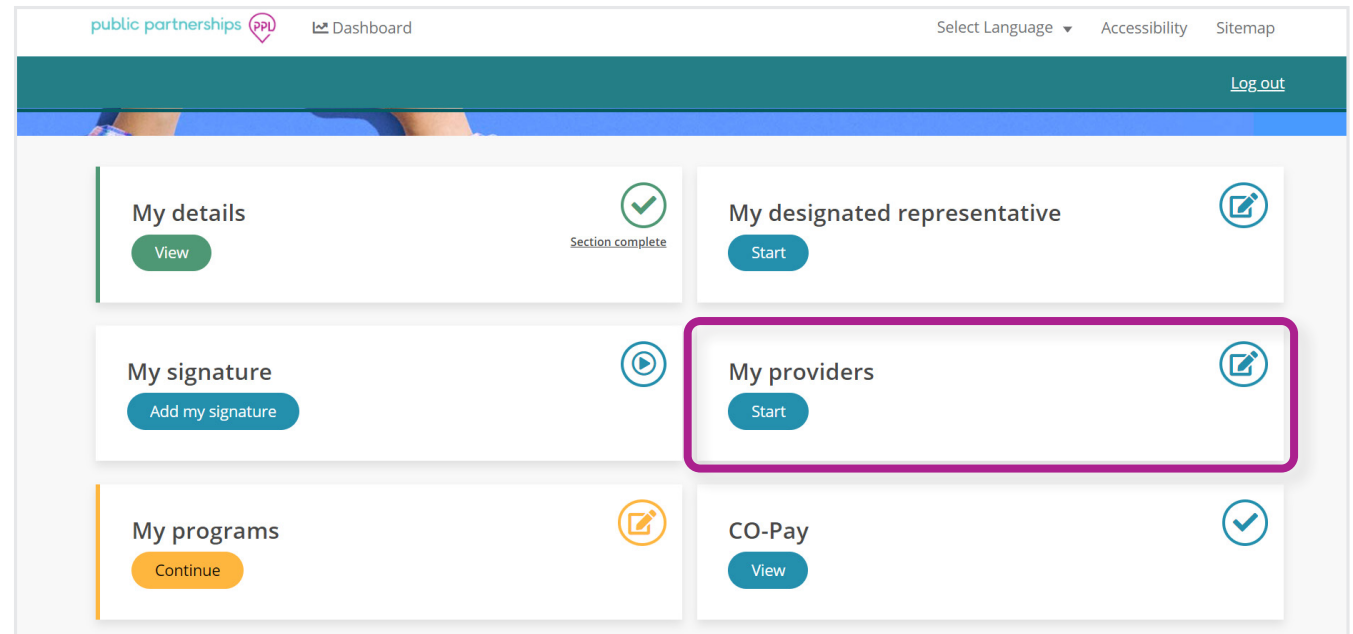 public partnerships PPL Dashboard Select Language Accessibility Sitemap
Log out
My details
View
Section complete
My designated representative
Start
My signature
Add my signature
My providers
Start
My programs
Continue
CO-Pay
View